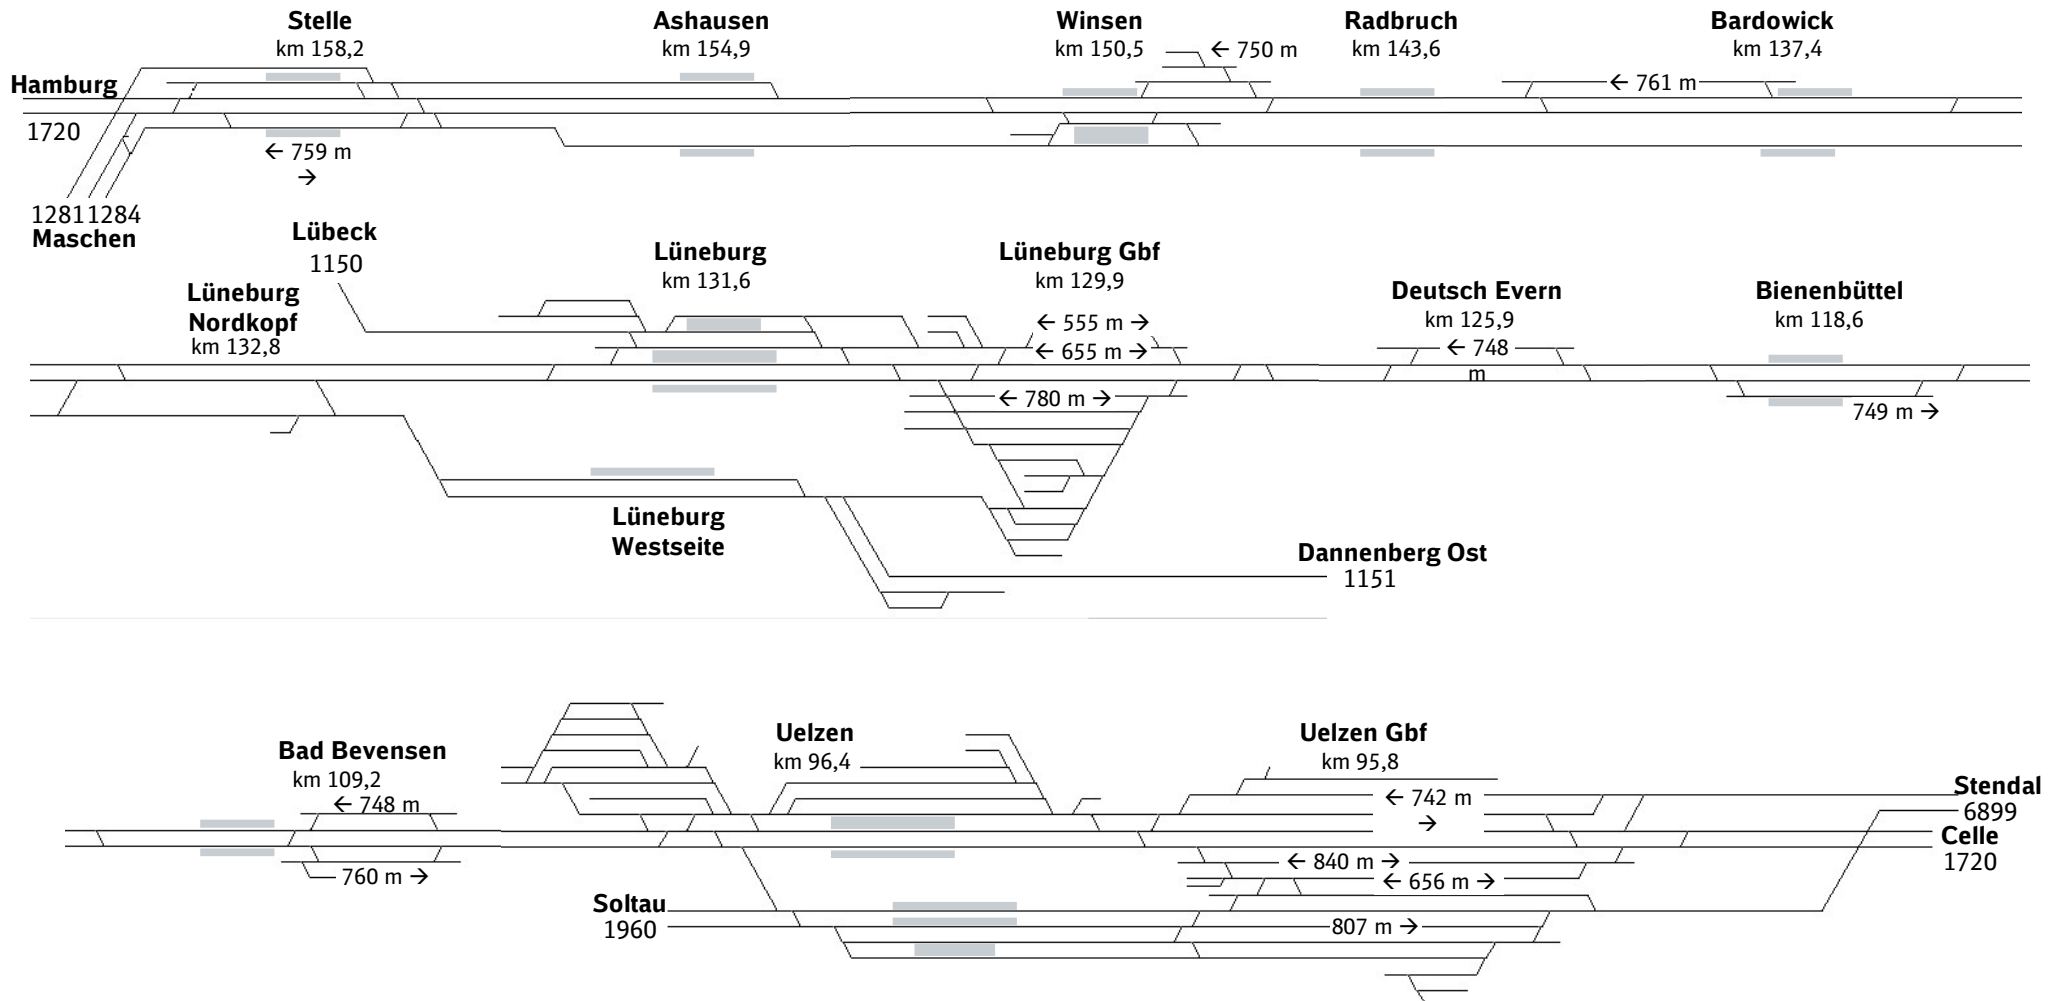 Stelle
km 158,2
Ashausen
km 154,9
Winsen
km 150,5
Radbruch
km 143,6
Bardowick
km 137,4
← 750 m
Hamburg
← 761 m
1720
← 759 m
→
1281 1284
Maschen
Lübeck
1150
Lüneburg
Nordkopf
km 132,8
Lüneburg
km 131,6
Lüneburg Gbf
km 129,9
← 555 m →
← 655 m →
← 780 m →
Deutsch Evern
km 125,9
← 748
m
Bienenbüttel
km 118,6
749 m →
Lüneburg
Westseite
Dannenberg Ost
1151
Bad Bevensen
km 109,2
← 748 m
760 m →
Uelzen
km 96,4
Uelzen Gbf
km 95,8
← 742 m
→
← 840 m →
← 656 m →
807 m →
Stendal
6899
Celle
1720
Soltau
1960